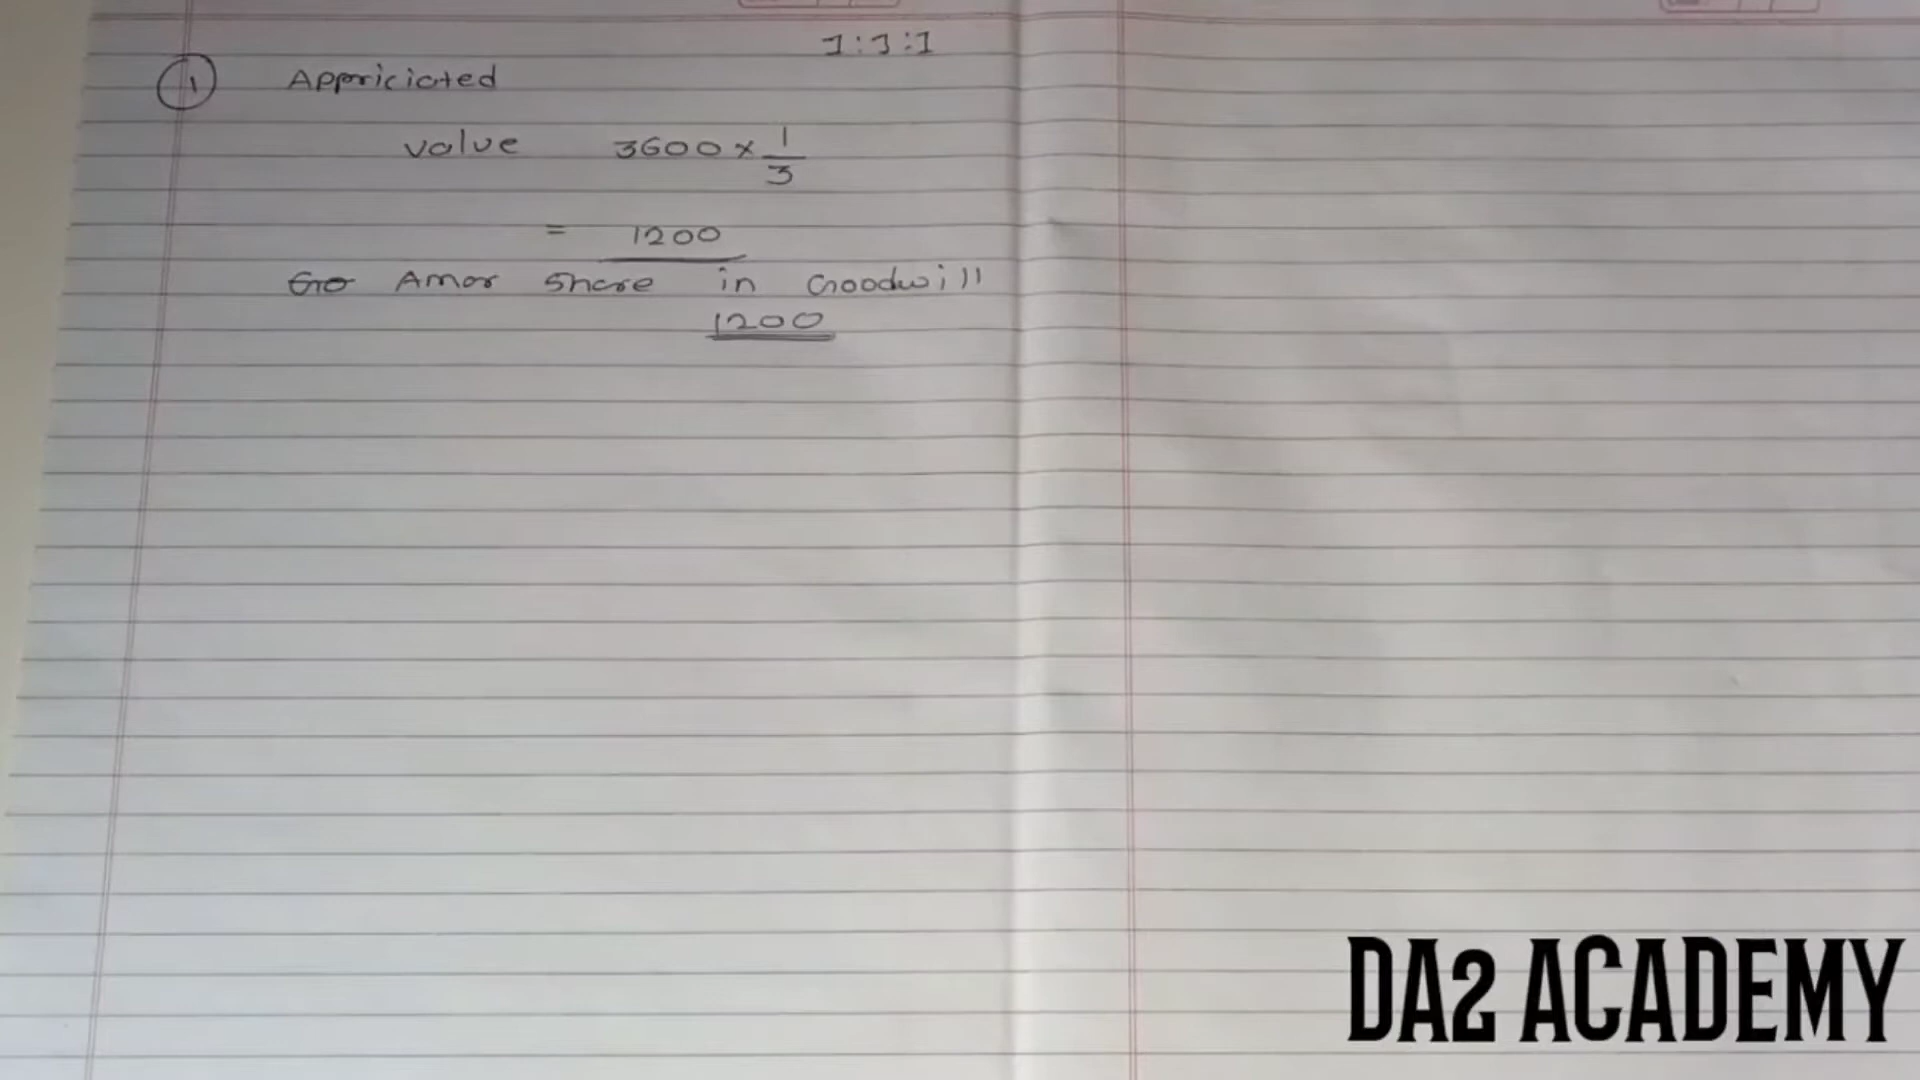 1:1:1
1 Appriciated
value 3600 × 1/3
= 1200
Go Amar share in Goodwill
1200
DA2 ACADEMY